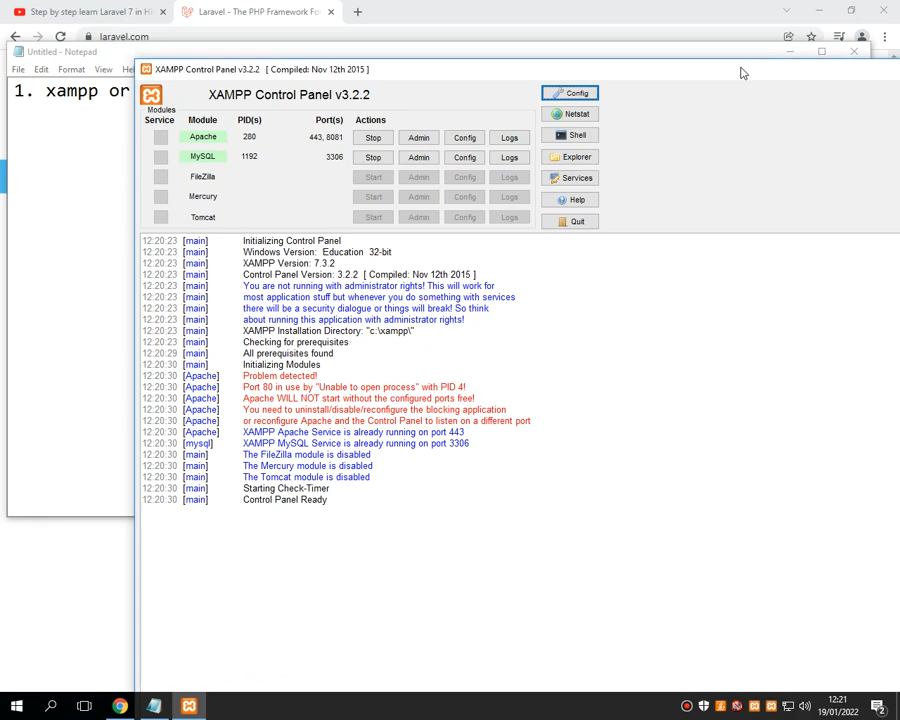 Step by step learn Laravel 7 in Hi
Laravel - The PHP Framework For
laravel.com
Untitled - Notepad
File Edit Format View Hel
1. xampp or
XAMPP Control Panel v3.2.2 [ Compiled: Nov 12th 2015 ]
XAMPP Control Panel v3.2.2
Config
Modules
Service Module PID(s) Port(s) Actions
Netstat
Apache 280 443, 8081 Stop Admin Config Logs
Shell
MySQL 1192 3306 Stop Admin Config Logs
Explorer
FileZilla Start Admin Config Logs
Services
Mercury Start Admin Config Logs
Help
Tomcat Start Admin Config Logs
Quit
12:20:23 [main] Initializing Control Panel
12:20:23 [main] Windows Version: Education 32-bit
12:20:23 [main] XAMPP Version: 7.3.2
12:20:23 [main] Control Panel Version: 3.2.2 [ Compiled: Nov 12th 2015 ]
12:20:23 [main] You are not running with administrator rights! This will work for
12:20:23 [main] most application stuff but whenever you do something with services
12:20:23 [main] there will be a security dialogue or things will break! So think
12:20:23 [main] about running this application with administrator rights!
12:20:23 [main] XAMPP Installation Directory: "c:\xampp\"
12:20:23 [main] Checking for prerequisites
12:20:29 [main] All prerequisites found
12:20:30 [main] Initializing Modules
12:20:30 [Apache] Problem detected!
12:20:30 [Apache] Port 80 in use by "Unable to open process" with PID 4!
12:20:30 [Apache] Apache WILL NOT start without the configured ports free!
12:20:30 [Apache] You need to uninstall/disable/reconfigure the blocking application
12:20:30 [Apache] or reconfigure Apache and the Control Panel to listen on a different port
12:20:30 [Apache] XAMPP Apache Service is already running on port 443
12:20:30 [mysql] XAMPP MySQL Service is already running on port 3306
12:20:30 [main] The FileZilla module is disabled
12:20:30 [main] The Mercury module is disabled
12:20:30 [main] The Tomcat module is disabled
12:20:30 [main] Starting Check-Timer
12:20:30 [main] Control Panel Ready
12:21
19/01/2022
2